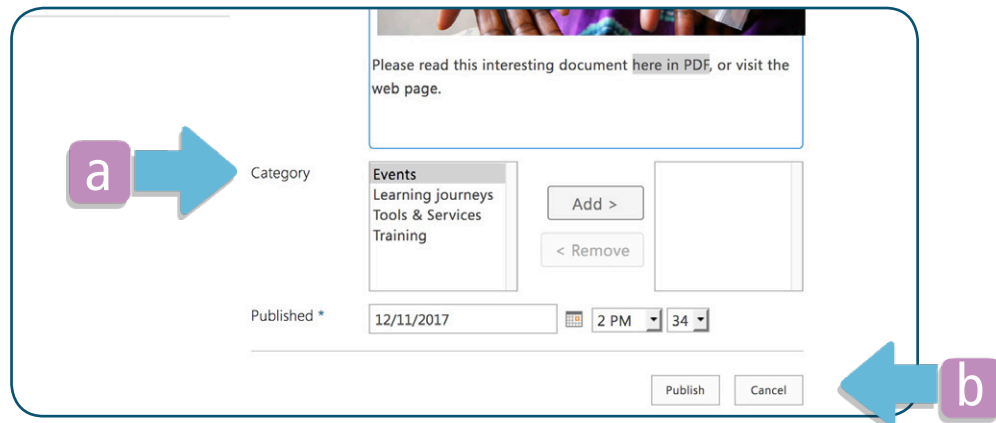 Please read this interesting document here in PDF, or visit the
web page.
a
Category
Events
Learning journeys
Tools & Services
Training
Add >
< Remove
Published *
12/11/2017
2 PM
34
Publish
Cancel
b